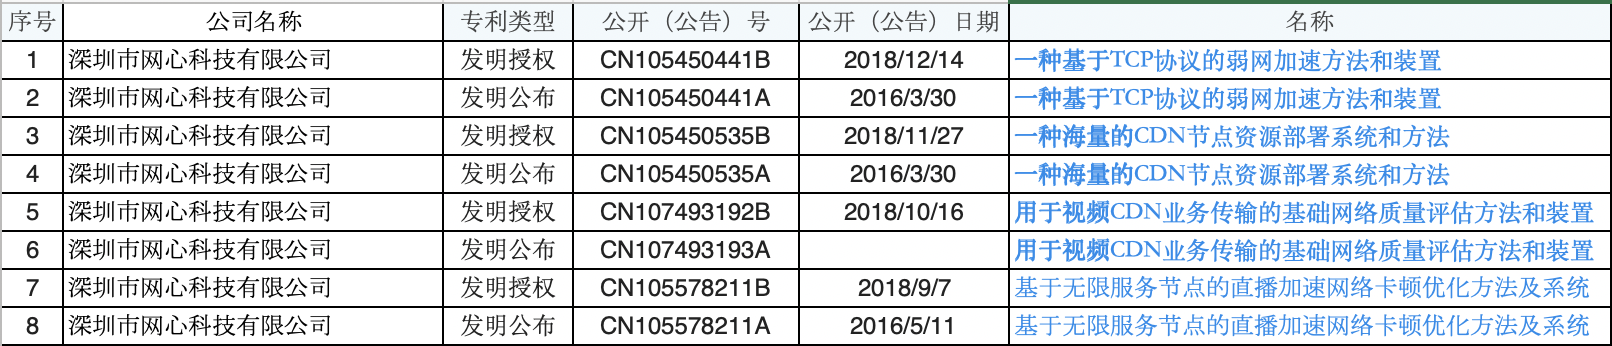 序号 公司名称 专利类型 公开（公告）号 公开（公告）日期 名称
1 深圳市网心科技有限公司 发明授权 CN105450441B 2018/12/14 一种基于TCP协议的弱网加速方法和装置
2 深圳市网心科技有限公司 发明公布 CN105450441A 2016/3/30 一种基于TCP协议的弱网加速方法和装置
3 深圳市网心科技有限公司 发明授权 CN105450535B 2018/11/27 一种海量的CDN节点资源部署系统和方法
4 深圳市网心科技有限公司 发明公布 CN105450535A 2016/3/30 一种海量的CDN节点资源部署系统和方法
5 深圳市网心科技有限公司 发明授权 CN107493192B 2018/10/16 用于视频CDN业务传输的基础网络质量评估方法和装置
6 深圳市网心科技有限公司 发明公布 CN107493193A 用于视频CDN业务传输的基础网络质量评估方法和装置
7 深圳市网心科技有限公司 发明授权 CN105578211B 2018/9/7 基于无限服务节点的直播加速网络卡顿优化方法及系统
8 深圳市网心科技有限公司 发明公布 CN105578211A 2016/5/11 基于无限服务节点的直播加速网络卡顿优化方法及系统